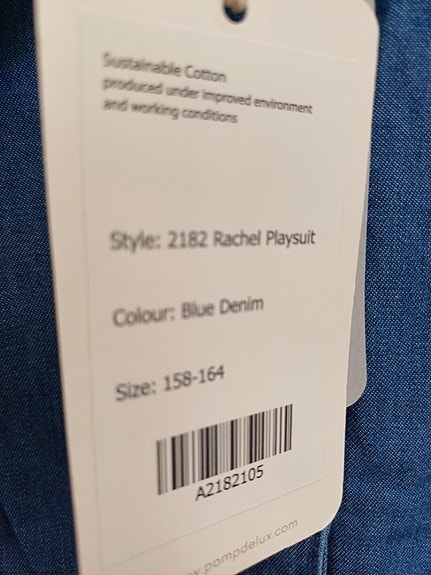 Sustainable Cotton
produced under improved environment
and working conditions
Style: 2182 Rachel Playsuit
Colour: Blue Denim
Size: 158-164
A2182105
w.pompdelux.com